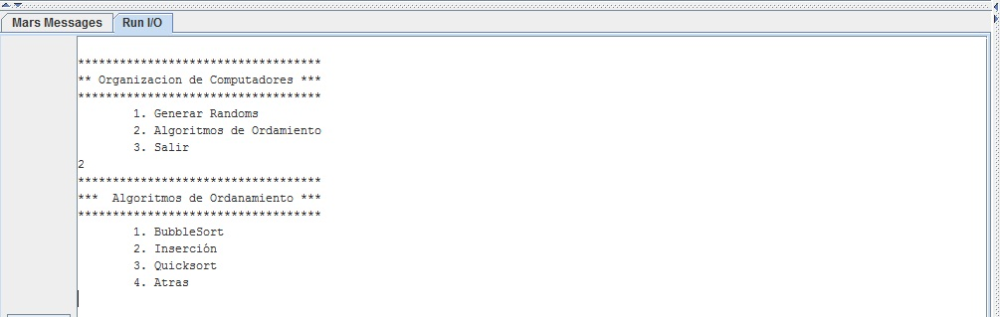 Mars Messages Run I/O
***********************************
** Organizacion de Computadores ***
***********************************
1. Generar Randoms
2. Algoritmos de Ordamiento
3. Salir
2
***********************************
***  Algoritmos de Ordanamiento ***
***********************************
1. BubbleSort
2. Inserción
3. Quicksort
4. Atras